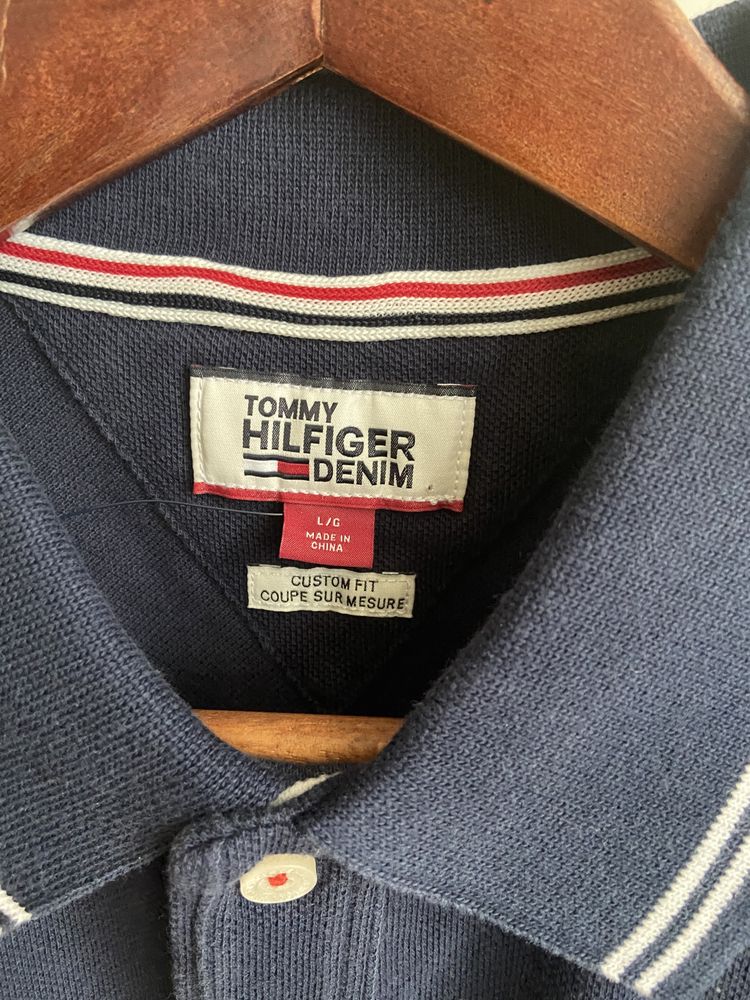 TOMMY
HILFIGER
DENIM
L/G
MADE IN
CHINA
CUSTOM FIT
COUPE SUR MESURE